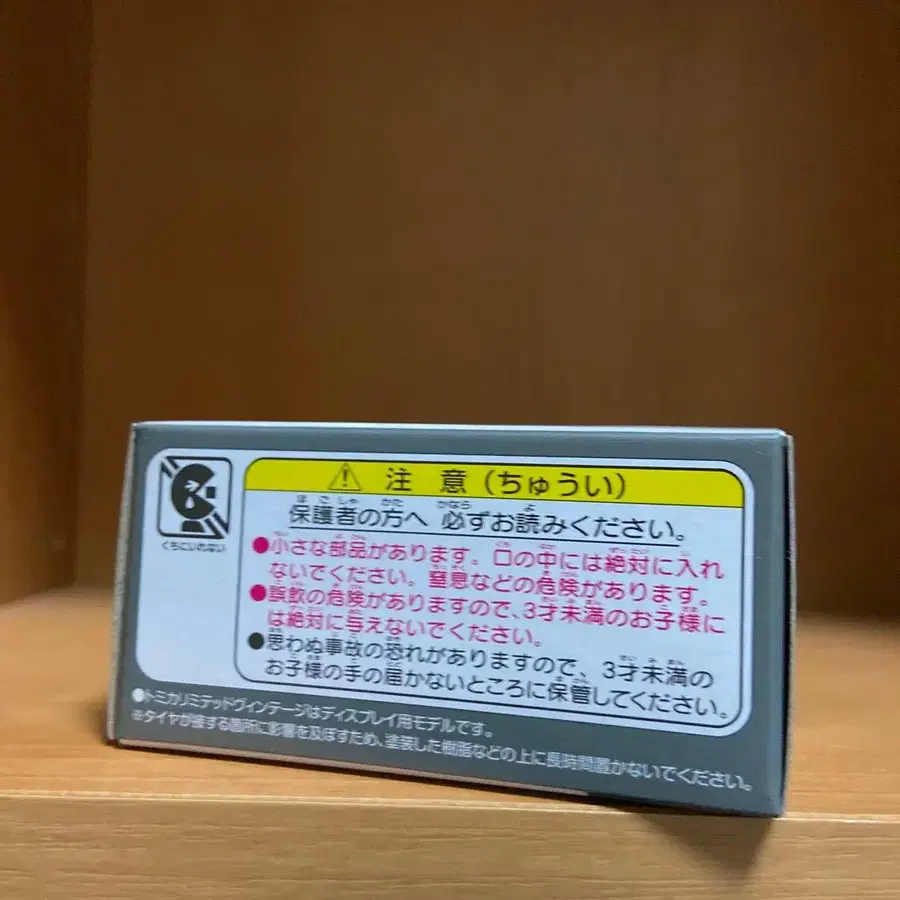 くちにいれない
注意（ちゅうい）
保護者の方へ 必ずお読みください。
●小さな部品があります。口の中には絶対に入れ
ないでください。窒息などの危険があります。
●誤飲の危険がありますので、3才未満のお子様に
は絶対に与えないでください。
●思わぬ事故の恐れがありますので、3才未満の
お子様の手の届かないところに保管してください。
●トミカリミテッドヴィンテージはディスプレイ用モデルです。
※タイヤが接する箇所に影響を及ぼすため、塗装した樹脂などの上に長時間置かないでください。